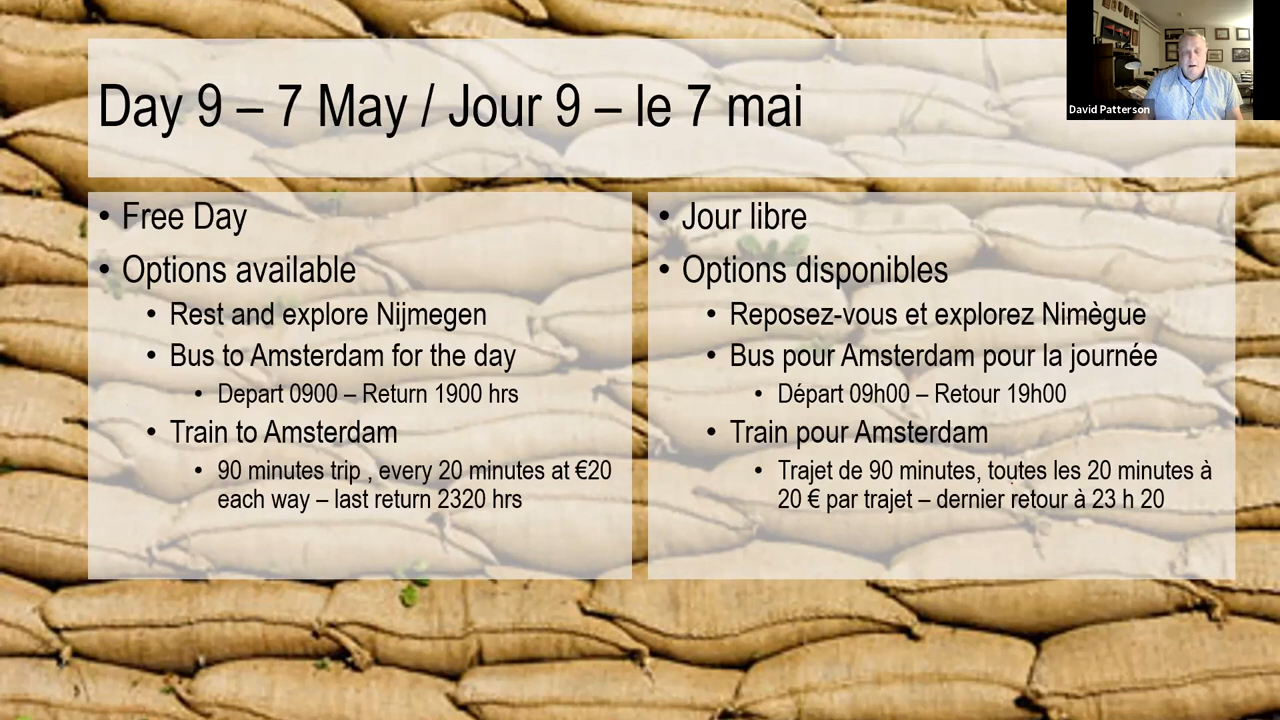 Day 9 – 7 May / Jour 9 – le 7 mai
David Patterson
• Free Day
• Options available
• Rest and explore Nijmegen
• Bus to Amsterdam for the day
• Depart 0900 – Return 1900 hrs
• Train to Amsterdam
• 90 minutes trip , every 20 minutes at €20
each way – last return 2320 hrs
• Jour libre
• Options disponibles
• Reposez-vous et explorez Nimègue
• Bus pour Amsterdam pour la journée
• Départ 09h00 – Retour 19h00
• Train pour Amsterdam
• Trajet de 90 minutes, toutes les 20 minutes à
20 € par trajet – dernier retour à 23 h 20